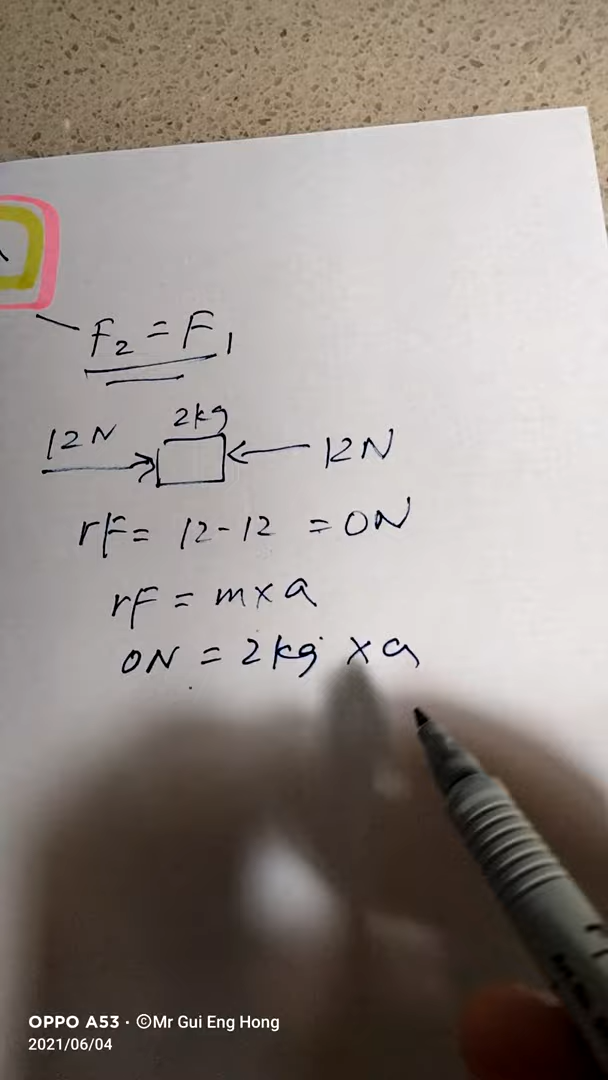 F₂ = F₁
2kg
12N
12N
rF = 12 - 12 = 0N
rF = m x a
0N = 2kg x a
OPPO A53 · ©Mr Gui Eng Hong
2021/06/04